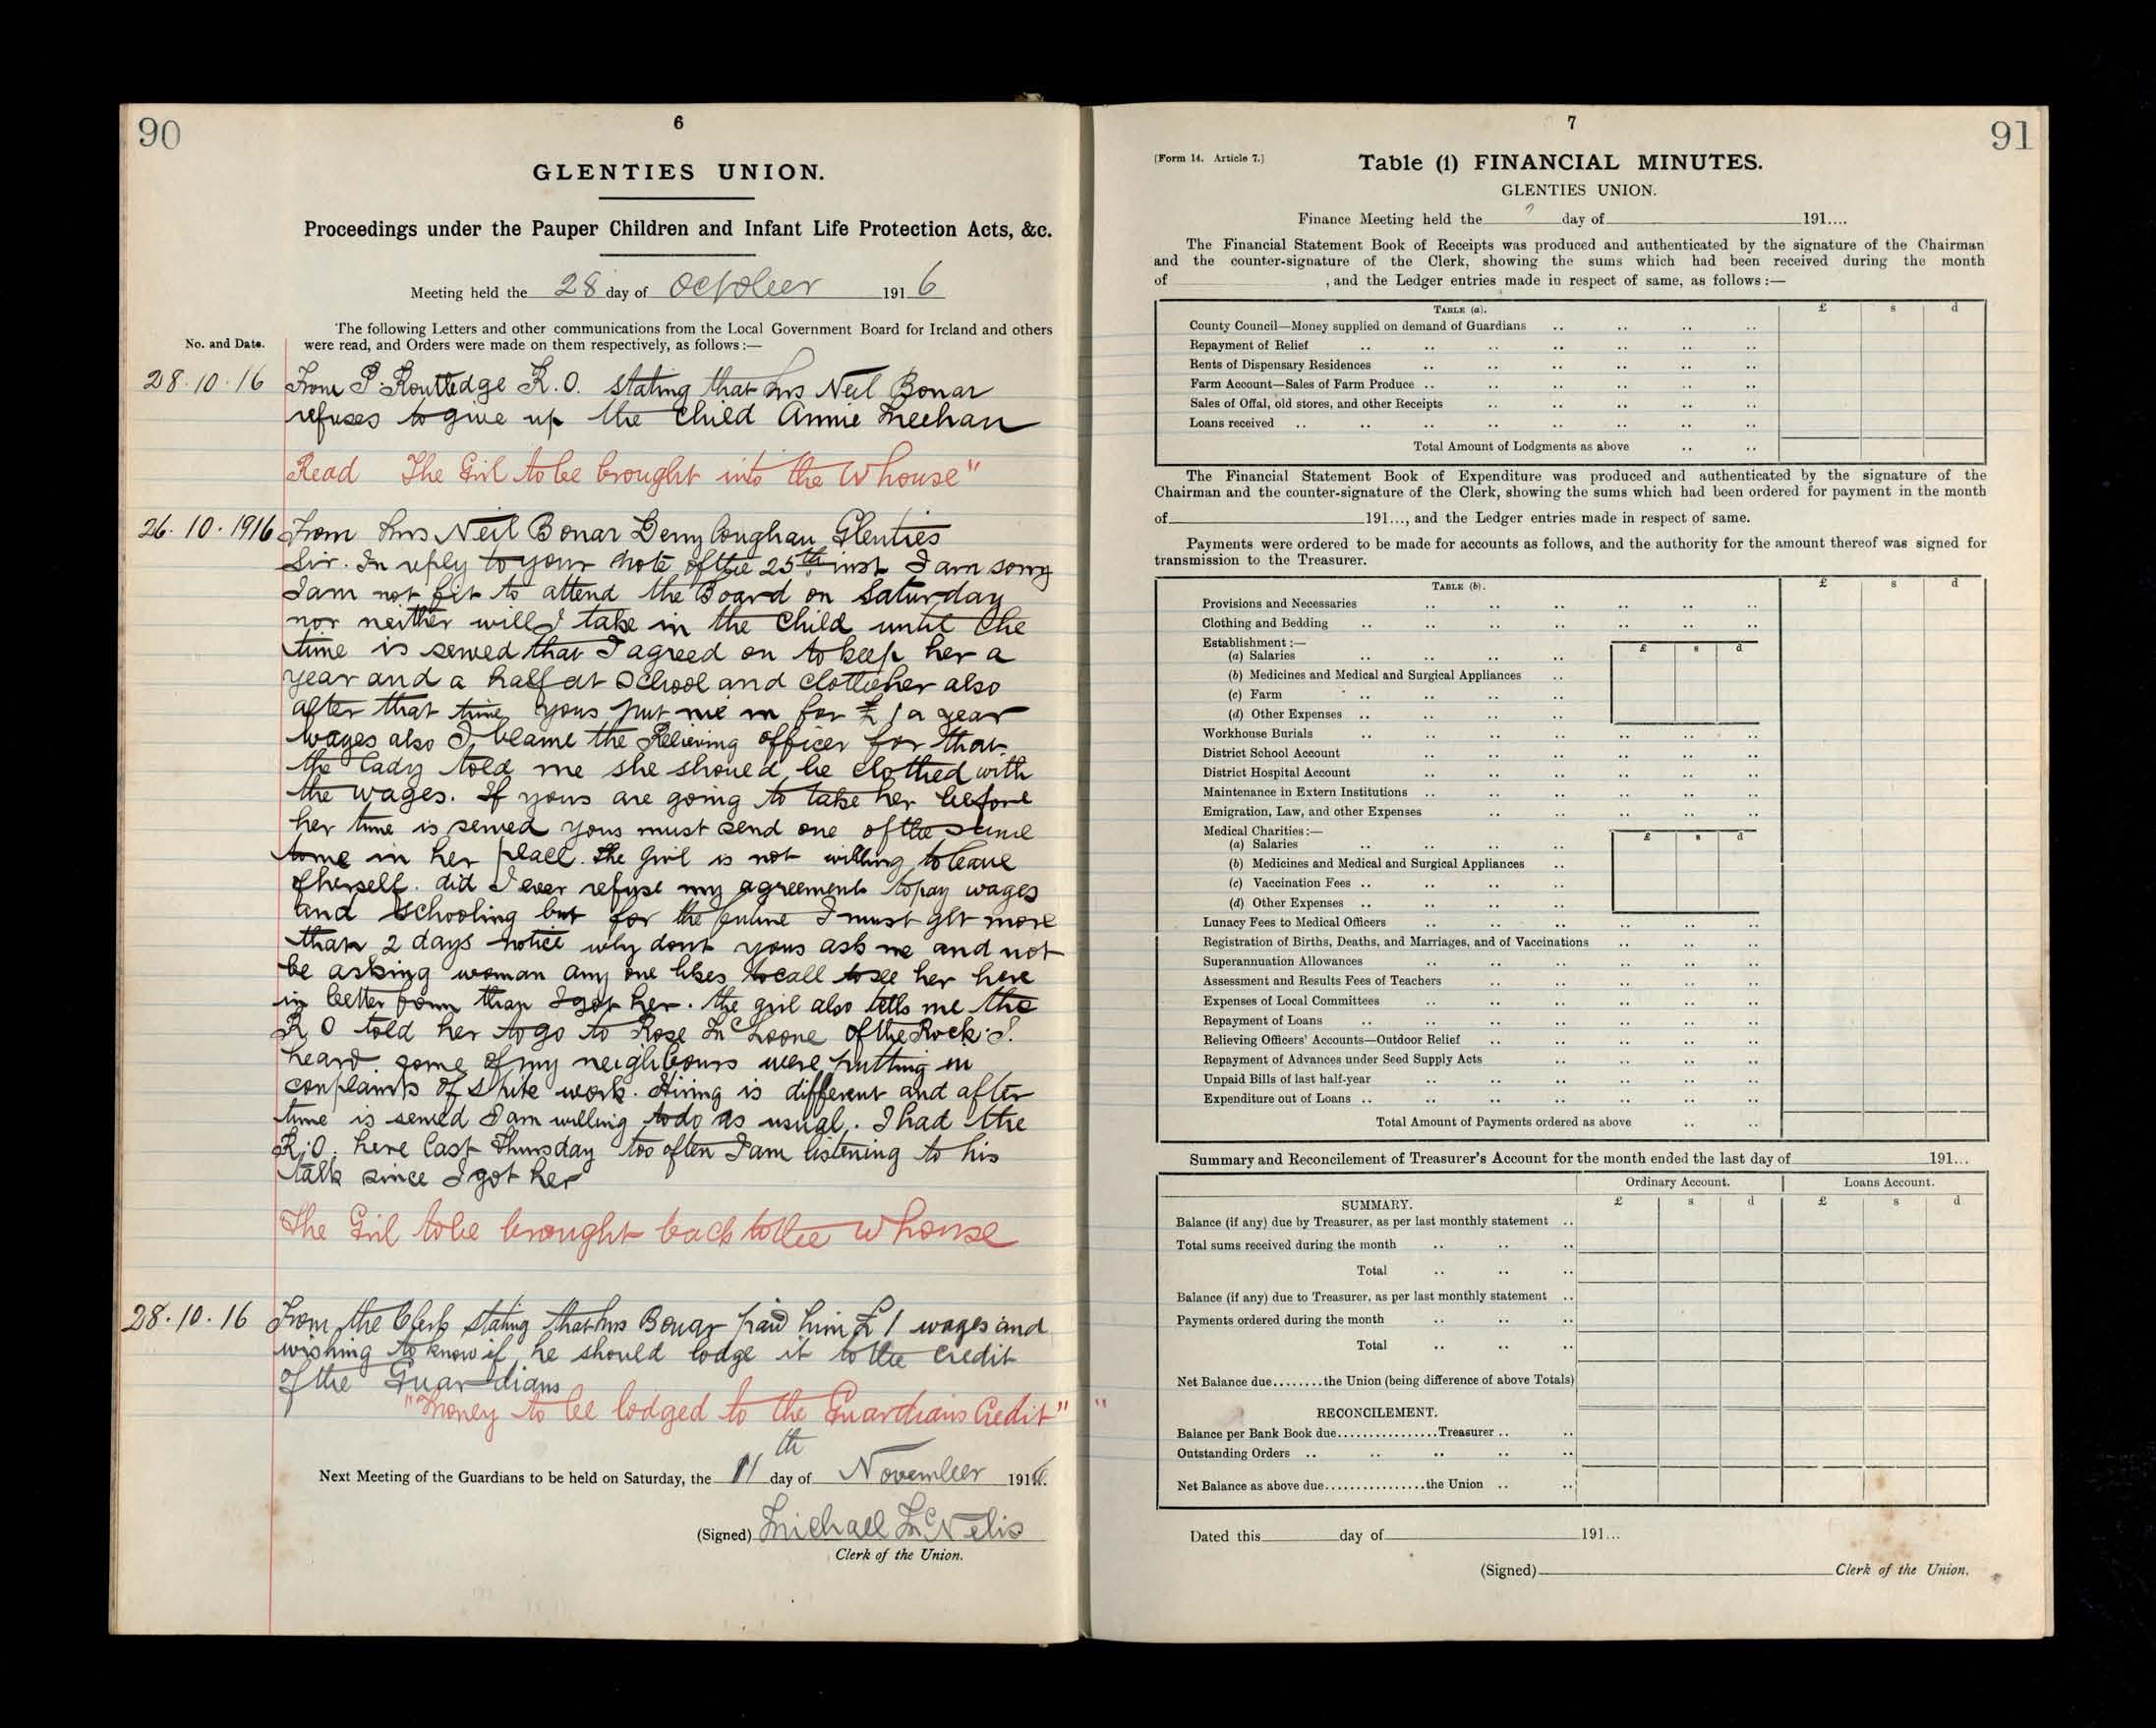 90
6
GLENTIES UNION.
Proceedings under the Pauper Children and Infant Life Protection Acts, &c.
Meeting held the 28 day of October 1916
The following Letters and other communications from the Local Government Board for Ireland and others
No. and Date. were read, and Orders were made on them respectively, as follows :—
28.10.16 From P. Routledge R.O. stating that Mrs Neil Bonar
refuses to give up the child Annie Meehan
Read The Girl to be brought into the W house"
26.10.1916 From Mrs Neil Bonar Derryloughan Glenties
Sir. In reply to your note of the 25th inst I am sorry
I am not fit to attend the Board on Saturday
nor neither will I take in the child until the
time is served that I agreed on to keep her a
year and a half at school and clothe her also
after that time yous put me in for £1 a year
wages also I blame the Relieving officer for that.
the lady told me she should be clothed with
the wages. If yous are going to take her before
her time is served yous must send one of the same
in her place. The girl is not willing to leave
of herself. did I ever refuse my agreements to pay wages
and schooling but for the future I must get more
than 2 days notice why dont yous ask me and not
be asking woman any one likes to call to see her here
in better form than I got her. the girl also tells me the
R O told her to go to Rose McLoone of the Rock. I
heard some of my neighbours were putting in
complaints of spite work. Hiring is different and after
time is served I am willing to do as usual. I had the
R.O. here last Thursday too often I am listening to his
talk since I got her
The Girl to be brought back to the W house
28.10.16 From the Clerk stating that Mrs Bonar paid him £1 wages and
wishing to know if he should lodge it to the credit
of the Guardians
"Money to be lodged to the Guardians Credit"
Next Meeting of the Guardians to be held on Saturday, the 11th day of November 1916.
(Signed) Michael McNelis
Clerk of the Union.
7
91
[Form 14. Article 7.]
Table (1) FINANCIAL MINUTES.
GLENTIES UNION.
Finance Meeting held the day of 191....
The Financial Statement Book of Receipts was produced and authenticated by the signature of the Chairman
and the counter-signature of the Clerk, showing the sums which had been received during the month
of , and the Ledger entries made in respect of same, as follows :—
TABLE (a). £ s d
County Council—Money supplied on demand of Guardians
Repayment of Relief
Rents of Dispensary Residences
Farm Account—Sales of Farm Produce
Sales of Offal, old stores, and other Receipts
Loans received
Total Amount of Lodgments as above
The Financial Statement Book of Expenditure was produced and authenticated by the signature of the
Chairman and the counter-signature of the Clerk, showing the sums which had been ordered for payment in the month
of 191..., and the Ledger entries made in respect of same.
Payments were ordered to be made for accounts as follows, and the authority for the amount thereof was signed for
transmission to the Treasurer.
TABLE (b). £ s d
Provisions and Necessaries
Clothing and Bedding
Establishment :—
£ s d
(a) Salaries
(b) Medicines and Medical and Surgical Appliances
(c) Farm
(d) Other Expenses
Workhouse Burials
District School Account
District Hospital Account
Maintenance in Extern Institutions
Emigration, Law, and other Expenses
Medical Charities :—
£ s d
(a) Salaries
(b) Medicines and Medical and Surgical Appliances
(c) Vaccination Fees
(d) Other Expenses
Lunacy Fees to Medical Officers
Registration of Births, Deaths, and Marriages, and of Vaccinations
Superannuation Allowances
Assessment and Results Fees of Teachers
Expenses of Local Committees
Repayment of Loans
Relieving Officers' Accounts—Outdoor Relief
Repayment of Advances under Seed Supply Acts
Unpaid Bills of last half-year
Expenditure out of Loans
Total Amount of Payments ordered as above
Summary and Reconcilement of Treasurer's Account for the month ended the last day of 191...
Ordinary Account. Loans Account.
SUMMARY. £ s d £ s d
Balance (if any) due by Treasurer, as per last monthly statement
Total sums received during the month
Total
Balance (if any) due to Treasurer, as per last monthly statement
Payments ordered during the month
Total
Net Balance due........the Union (being difference of above Totals)
RECONCILEMENT.
Balance per Bank Book due................Treasurer
Outstanding Orders
Net Balance as above due................the Union
Dated this day of 191...
(Signed) Clerk of the Union.